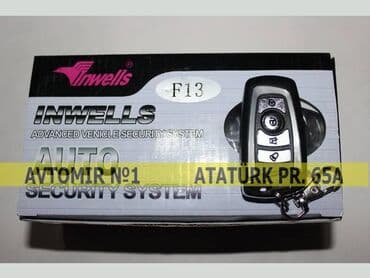 Inwells
F13
INWELLS
ADVANCED VEHICLE SECURITY SYSTEM
AUTO
AVTOMIR Nº1 ATATÜRK PR. 65A
SECURITY SYSTEM